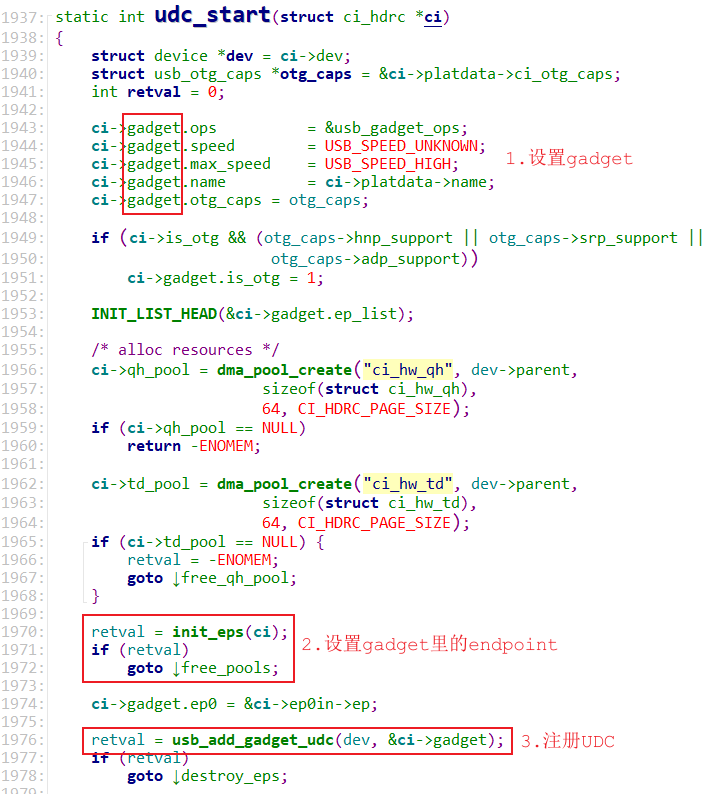 1937: static int udc_start(struct ci_hdrc *ci)
1938: {
1939: struct device *dev = ci->dev;
1940: struct usb_otg_caps *otg_caps = &ci->platdata->ci_otg_caps;
1941: int retval = 0;
1942:
1943: ci->gadget.ops = &usb_gadget_ops;
1944: ci->gadget.speed = USB_SPEED_UNKNOWN;
1945: ci->gadget.max_speed = USB_SPEED_HIGH;
1.设置gadget
1946: ci->gadget.name = ci->platdata->name;
1947: ci->gadget.otg_caps = otg_caps;
1948:
1949: if (ci->is_otg && (otg_caps->hnp_support || otg_caps->srp_support ||
1950: otg_caps->adp_support))
1951: ci->gadget.is_otg = 1;
1952:
1953: INIT_LIST_HEAD(&ci->gadget.ep_list);
1954:
1955: /* alloc resources */
1956: ci->qh_pool = dma_pool_create("ci_hw_qh", dev->parent,
1957: sizeof(struct ci_hw_qh),
1958: 64, CI_HDRC_PAGE_SIZE);
1959: if (ci->qh_pool == NULL)
1960: return -ENOMEM;
1961:
1962: ci->td_pool = dma_pool_create("ci_hw_td", dev->parent,
1963: sizeof(struct ci_hw_td),
1964: 64, CI_HDRC_PAGE_SIZE);
1965: if (ci->td_pool == NULL) {
1966: retval = -ENOMEM;
1967: goto ↓free_qh_pool;
1968: }
1969:
1970: retval = init_eps(ci);
1971: if (retval)
2.设置gadget里的endpoint
1972: goto ↓free_pools;
1973:
1974: ci->gadget.ep0 = &ci->ep0in->ep;
1975:
1976: retval = usb_add_gadget_udc(dev, &ci->gadget);
3.注册UDC
1977: if (retval)
1978: goto ↓destroy_eps;
1979: